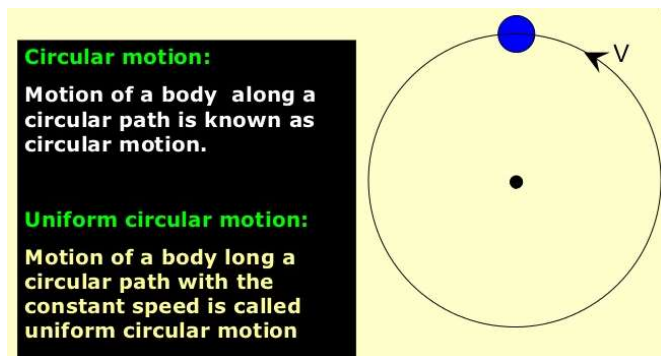 Circular motion:
Motion of a body along a
circular path is known as
circular motion.
Uniform circular motion:
Motion of a body long a
circular path with the
constant speed is called
uniform circular motion
V